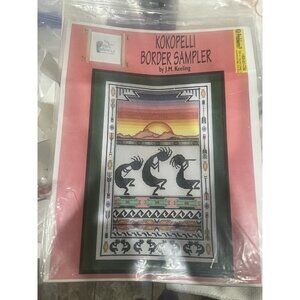 KOKOPELLI
BORDER SAMPLER
by J.M. Keeling